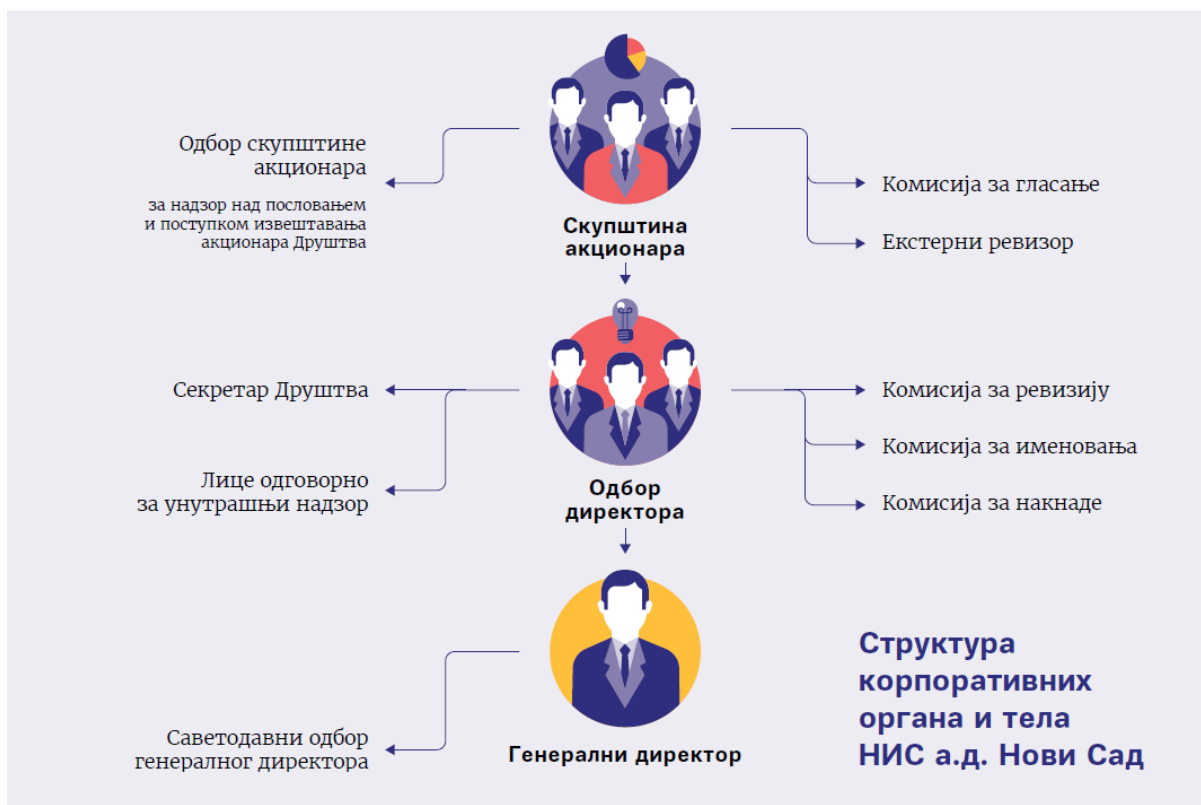 Одбор скупштине
акционара
за надзор над пословањем
и поступком извештавања
акционара Друштва
Скупштина
акционара
Комисија за гласање
Екстерни ревизор
Секретар Друштва
Лице одговорно
за унутрашњи надзор
Одбор
директора
Комисија за ревизију
Комисија за именовања
Комисија за накнаде
Саветодавни одбор
генералног директора
Генерални директор
Структура
корпоративних
органа и тела
НИС а.д. Нови Сад